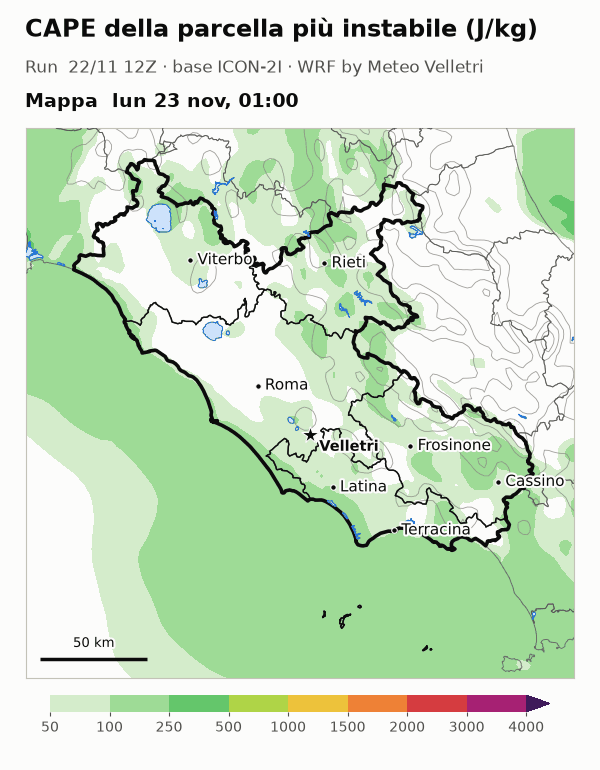 CAPE della parcella più instabile (J/kg)
Run  22/11 12Z · base ICON-2I · WRF by Meteo Velletri
Mappa  lun 23 nov, 01:00
Viterbo
Rieti
Roma
Velletri
Frosinone
Cassino
Latina
Terracina
50 km
50 100 250 500 1000 1500 2000 3000 4000